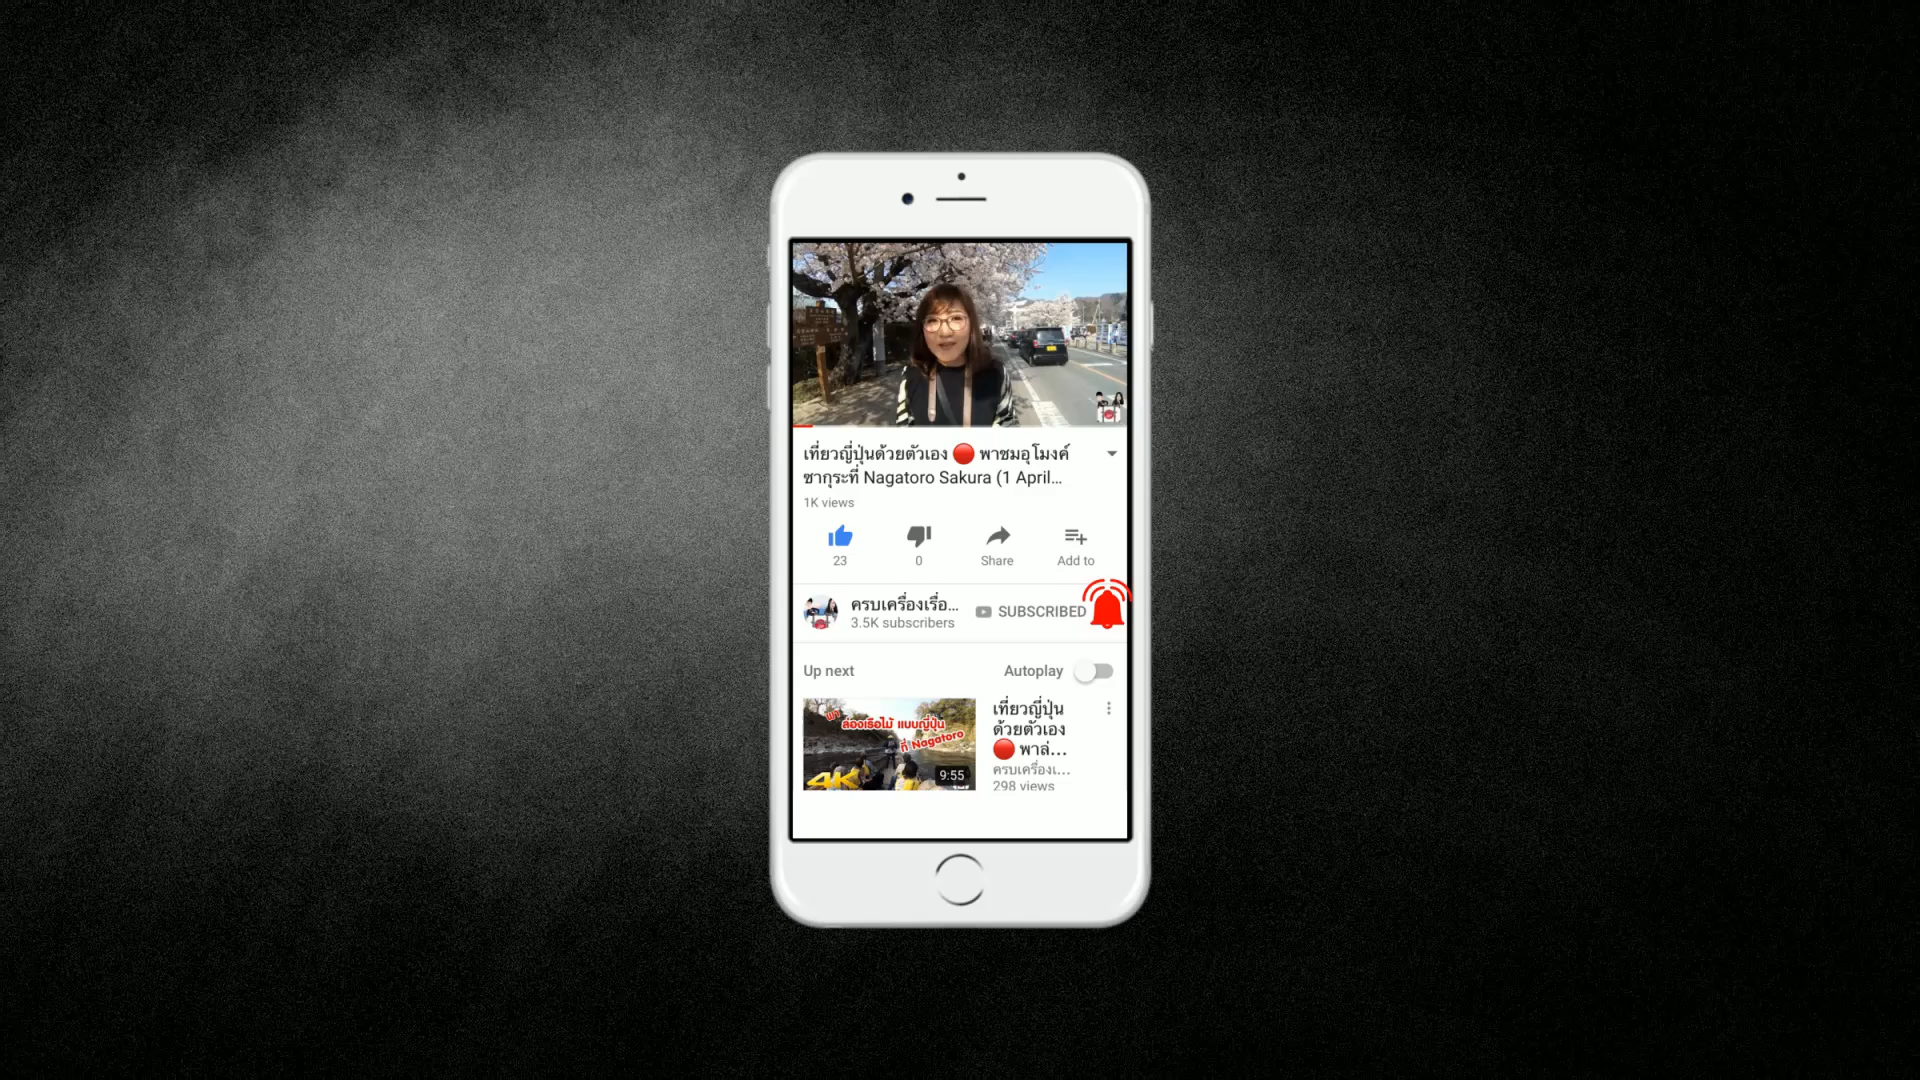 เที่ยวญี่ปุ่นด้วยตัวเอง 🔴 พาชมอุโมงค์
ซากุระที่ Nagatoro Sakura (1 April...
1K views
23
0
Share
Add to
ครบเครื่องเรื่อ...
3.5K subscribers
SUBSCRIBED
Up next
Autoplay
พา
ล่องเรือไม้ แบบญี่ปุ่น
ที่ Nagatoro
4K
9:55
เที่ยวญี่ปุ่น
ด้วยตัวเอง
🔴 พาล่...
ครบเครื่องเ...
298 views